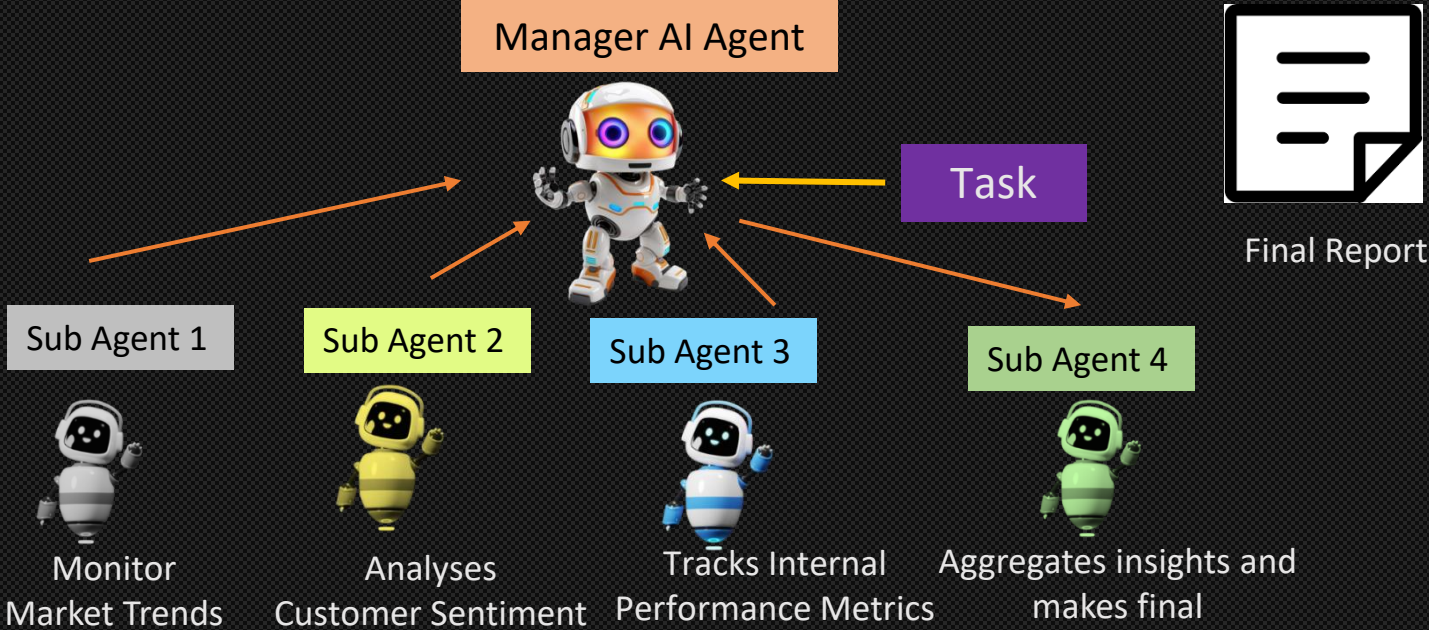 Manager AI Agent
Task
Final Report
Sub Agent 1
Sub Agent 2
Sub Agent 3
Sub Agent 4
Monitor
Market Trends
Analyses
Customer Sentiment
Tracks Internal
Performance Metrics
Aggregates insights and
makes final